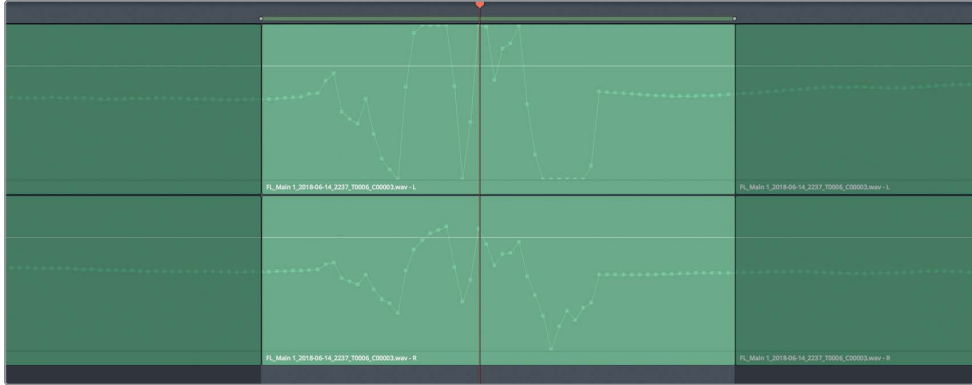 FL_Main 1_2018-06-14_2237_T0006_C00003.wav - L
FL_Main 1_2018-06-14_2237_T0006_C00003.wav - L
FL_Main 1_2018-06-14_2237_T0006_C00003.wav - R
FL_Main 1_2018-06-14_2237_T0006_C00003.wav - R